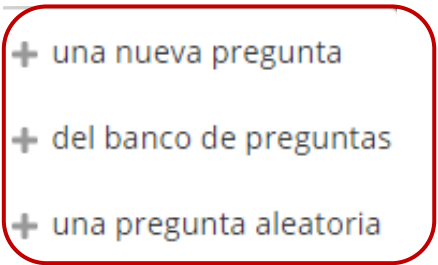 + una nueva pregunta
+ del banco de preguntas
+ una pregunta aleatoria